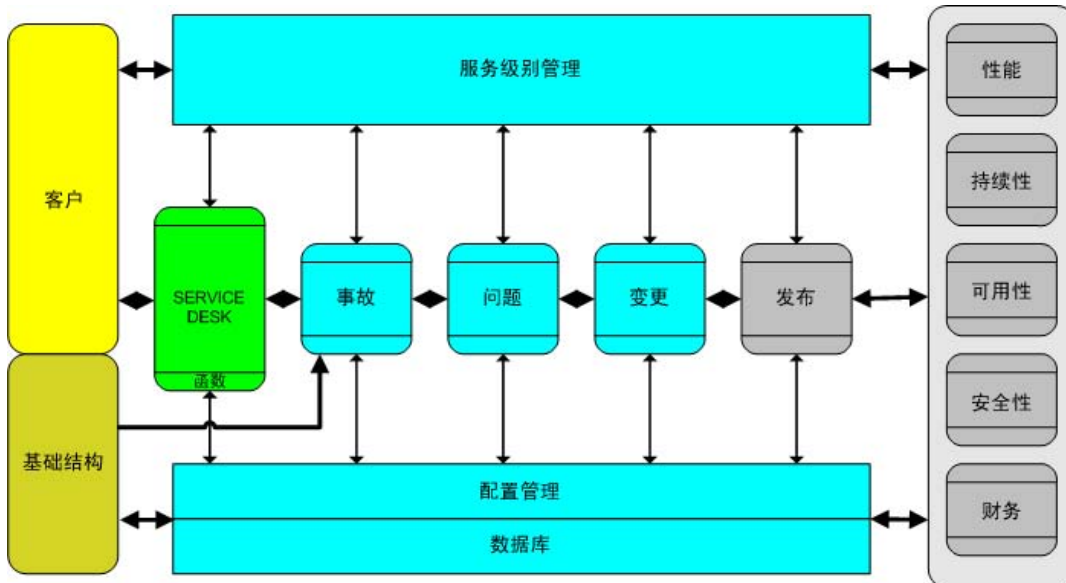 服务级别管理
客户
SERVICE
DESK
函数
事故
问题
变更
发布
基础结构
配置管理
数据库
性能
持续性
可用性
安全性
财务